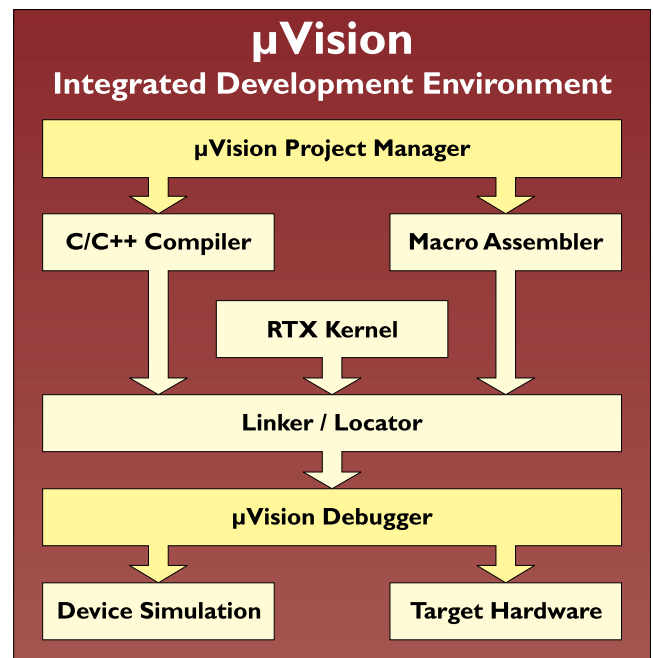 µVision
Integrated Development Environment
µVision Project Manager
C/C++ Compiler
Macro Assembler
RTX Kernel
Linker / Locator
µVision Debugger
Device Simulation
Target Hardware